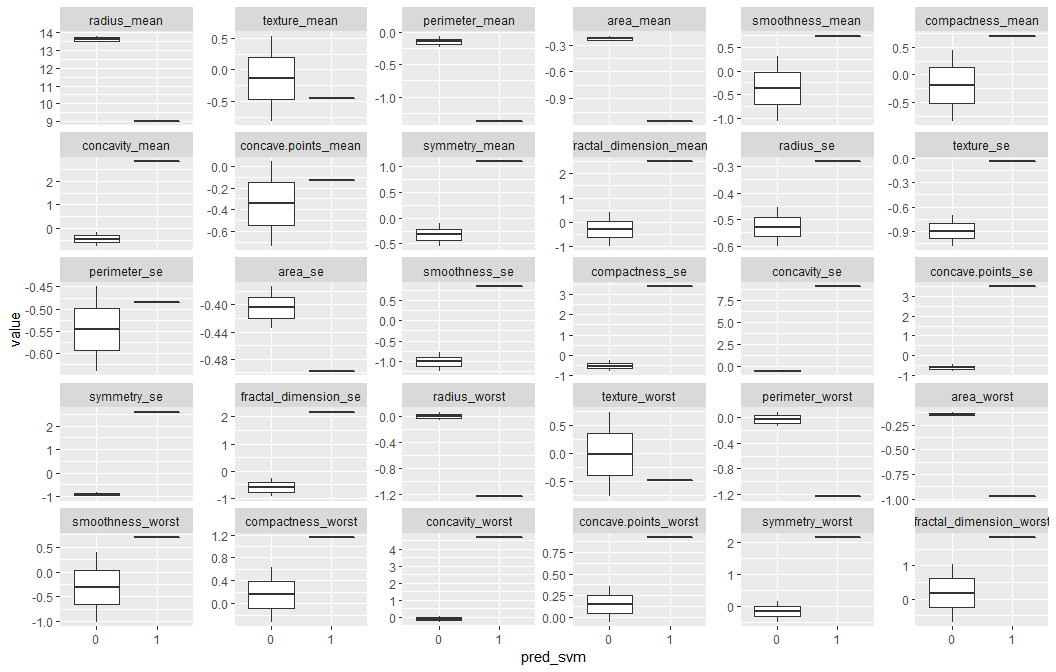 radius_mean texture_mean perimeter_mean area_mean smoothness_mean compactness_mean
14 13 12 11 10 9
0.5 0.0 -0.5
0.0 -0.5 -1.0
-0.3 -0.6 -0.9
0.5 0.0 -0.5 -1.0
0.5 0.0 -0.5
concavity_mean concave.points_mean symmetry_mean fractal_dimension_mean radius_se texture_se
2 1 0
0.0 -0.2 -0.4 -0.6
1.0 0.5 0.0 -0.5
2 1 0 -1
-0.3 -0.4 -0.5 -0.6
0.0 -0.3 -0.6 -0.9
perimeter_se area_se smoothness_se compactness_se concavity_se concave.points_se
-0.45 -0.50 -0.55 -0.60
-0.40 -0.44 -0.48
0.5 0.0 -0.5 -1.0
3 2 1 0 -1
7.5 5.0 2.5 0.0
3 2 1 0 -1
value
symmetry_se fractal_dimension_se radius_worst texture_worst perimeter_worst area_worst
2 1 0 -1
2 1 0 -1
0.0 -0.4 -0.8 -1.2
0.5 0.0 -0.5
0.0 -0.4 -0.8 -1.2
-0.25 -0.50 -0.75 -1.00
smoothness_worst compactness_worst concavity_worst concave.points_worst symmetry_worst fractal_dimension_worst
0.5 0.0 -0.5 -1.0
1.2 0.8 0.4 0.0
4 3 2 1 0
0.75 0.50 0.25 0.00
2 1 0
1 0
0 1 0 1 0 1 0 1 0 1 0 1
pred_svm